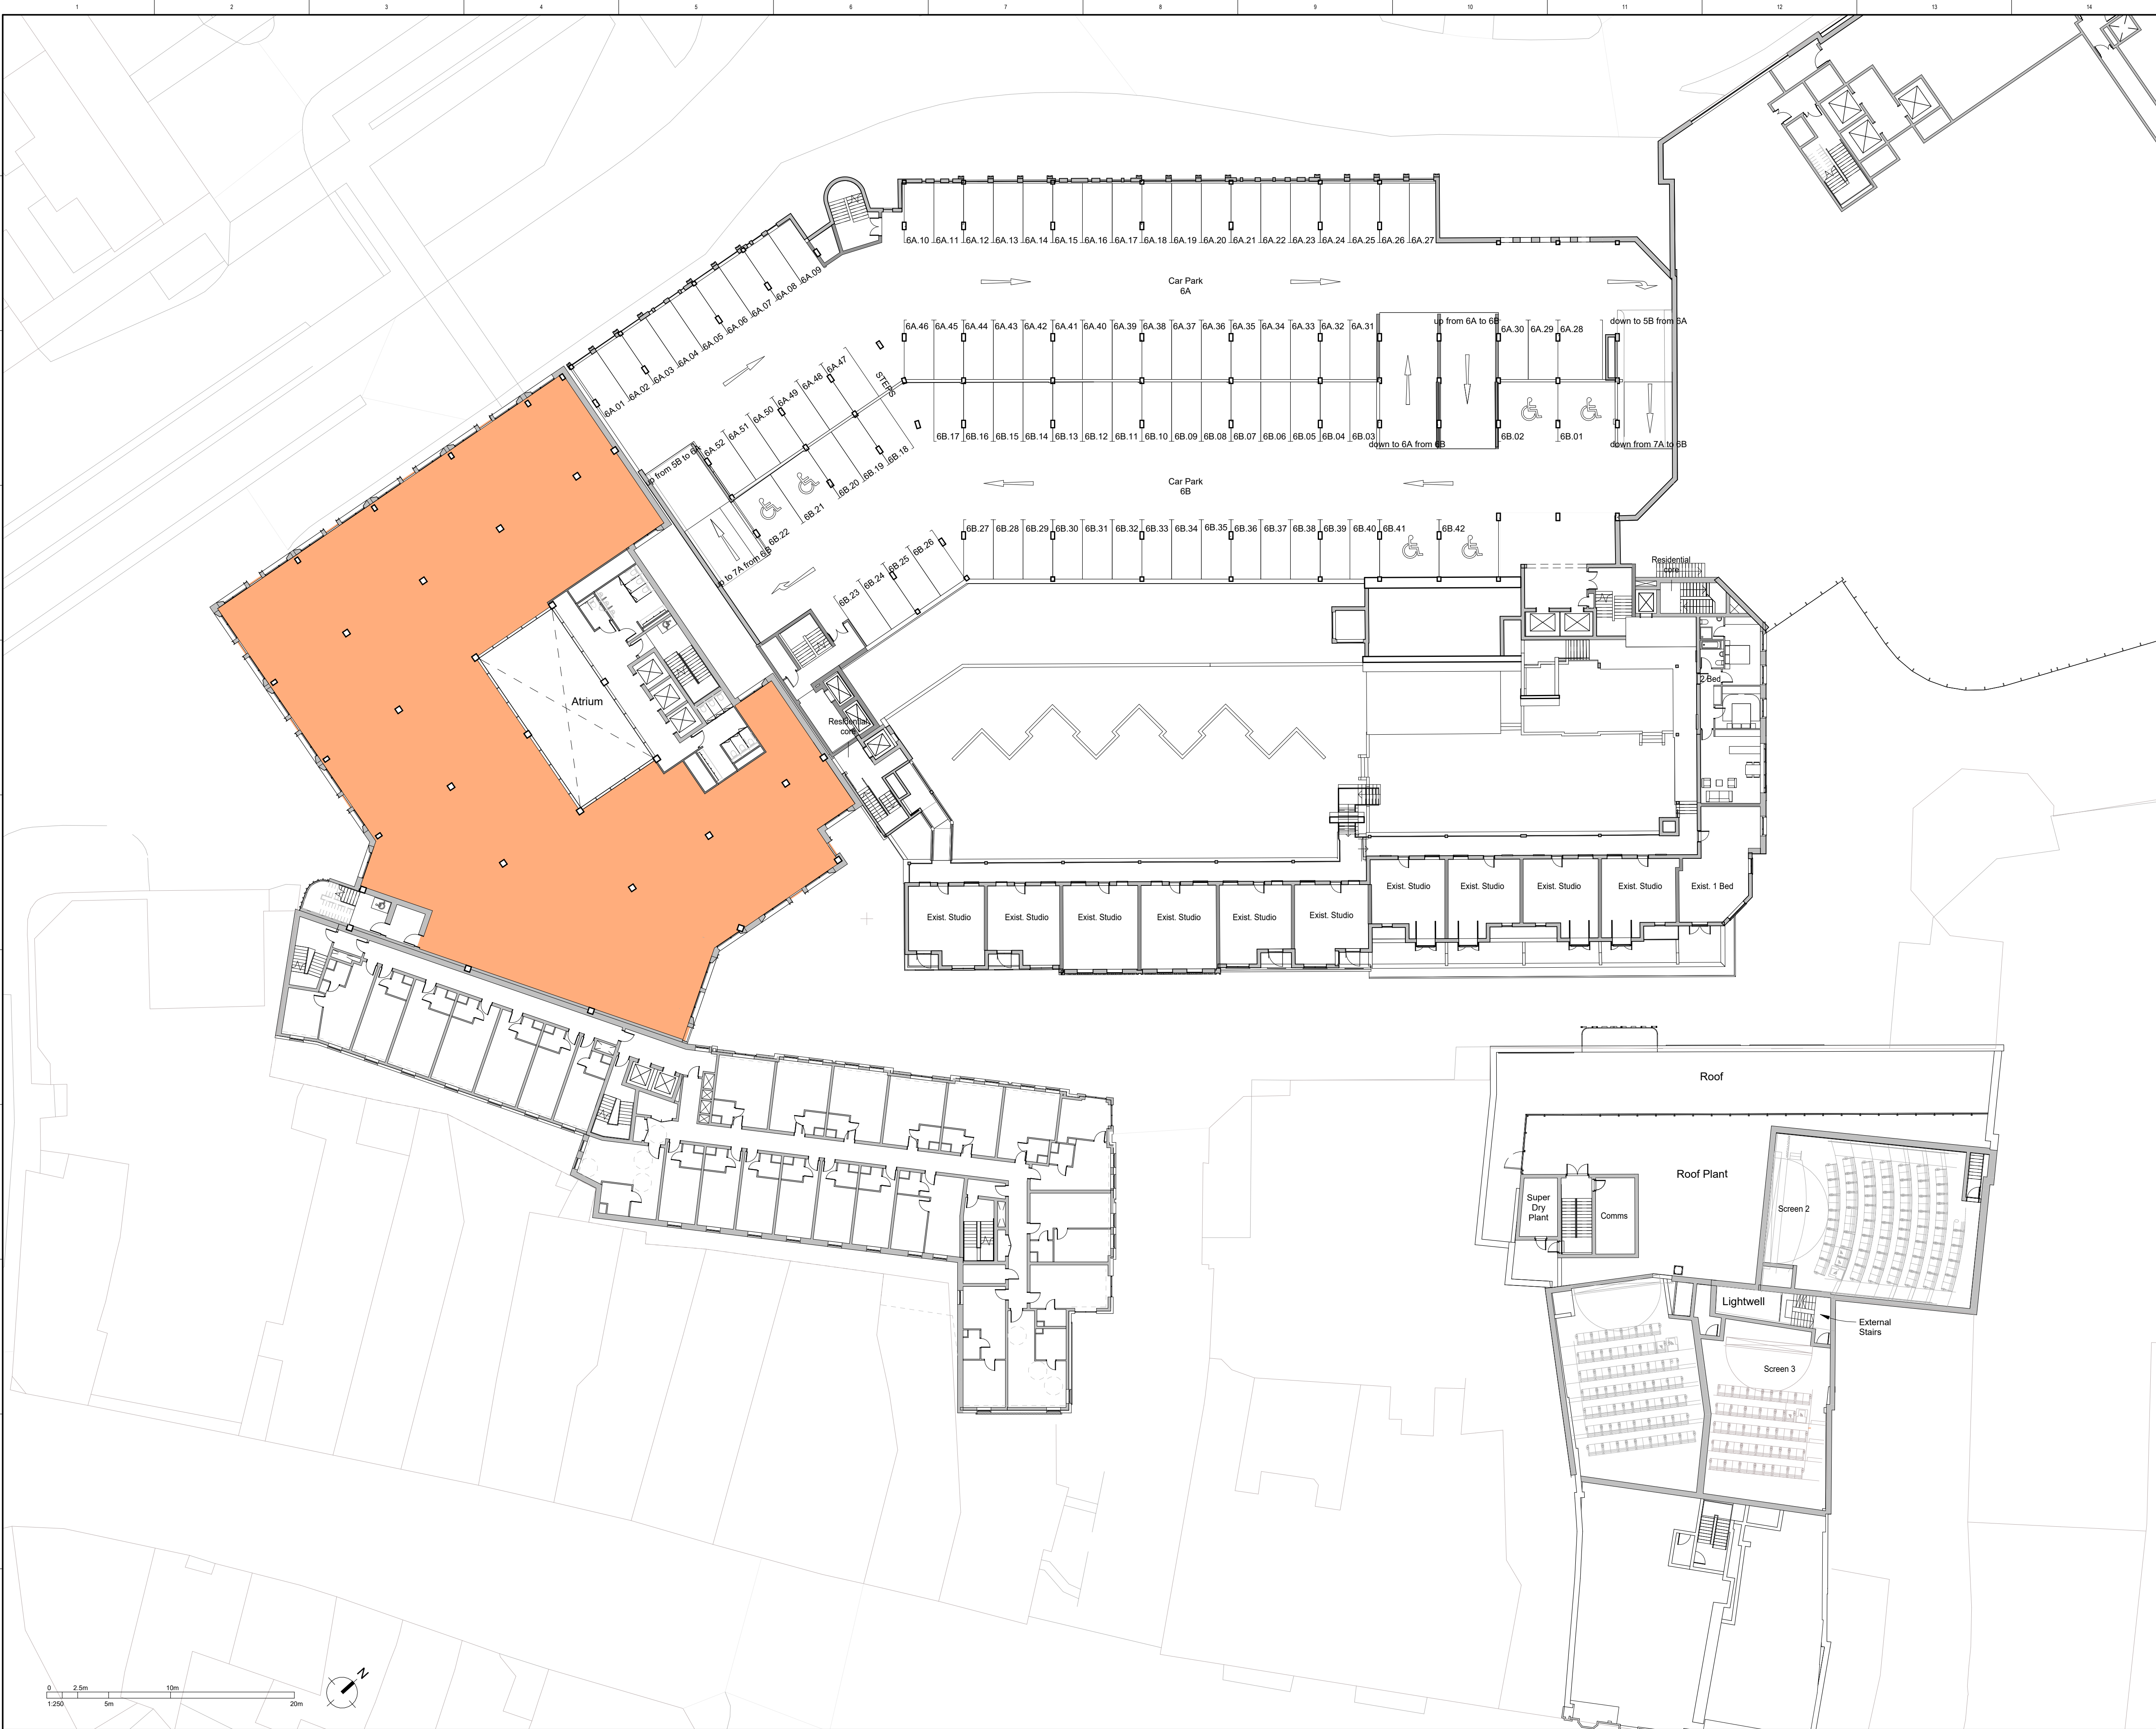 1 2 3 4 5 6 7 8 9 10 11 12 13 14
6A.10 6A.11 6A.12 6A.13 6A.14 6A.15 6A.16 6A.17 6A.18 6A.19 6A.20 6A.21 6A.22 6A.23 6A.24 6A.25 6A.26 6A.27
6A.01 6A.02 6A.03 6A.04 6A.05 6A.06 6A.07 6A.08 6A.09
Car Park
6A
6A.46 6A.45 6A.44 6A.43 6A.42 6A.41 6A.40 6A.39 6A.38 6A.37 6A.36 6A.35 6A.34 6A.33 6A.32 6A.31
up from 6A to 6B
6A.30 6A.29 6A.28
down to 5B from 6A
6A.52 6A.51 6A.50 6A.49 6A.48 6A.47
STEPS
6B.17 6B.16 6B.15 6B.14 6B.13 6B.12 6B.11 6B.10 6B.09 6B.08 6B.07 6B.06 6B.05 6B.04 6B.03
down to 6A from 6B
6B.02 6B.01
down from 7A to 6B
up from 5B to 6A
6B.22 6B.21 6B.20 6B.19 6B.18
Car Park
6B
up to 7A from 6B
6B.23 6B.24 6B.25 6B.26
6B.27 6B.28 6B.29 6B.30 6B.31 6B.32 6B.33 6B.34 6B.35 6B.36 6B.37 6B.38 6B.39 6B.40 6B.41 6B.42
Residential
core
2 Bed
Atrium
Residential
core
Exist. Studio Exist. Studio Exist. Studio Exist. Studio Exist. 1 Bed
Exist. Studio Exist. Studio Exist. Studio Exist. Studio Exist. Studio Exist. Studio
Roof
Roof Plant
Super
Dry
Plant
Comms
Screen 2
Lightwell
External
Stairs
Screen 3
0 2.5m 10m
1:250 5m 20m
N